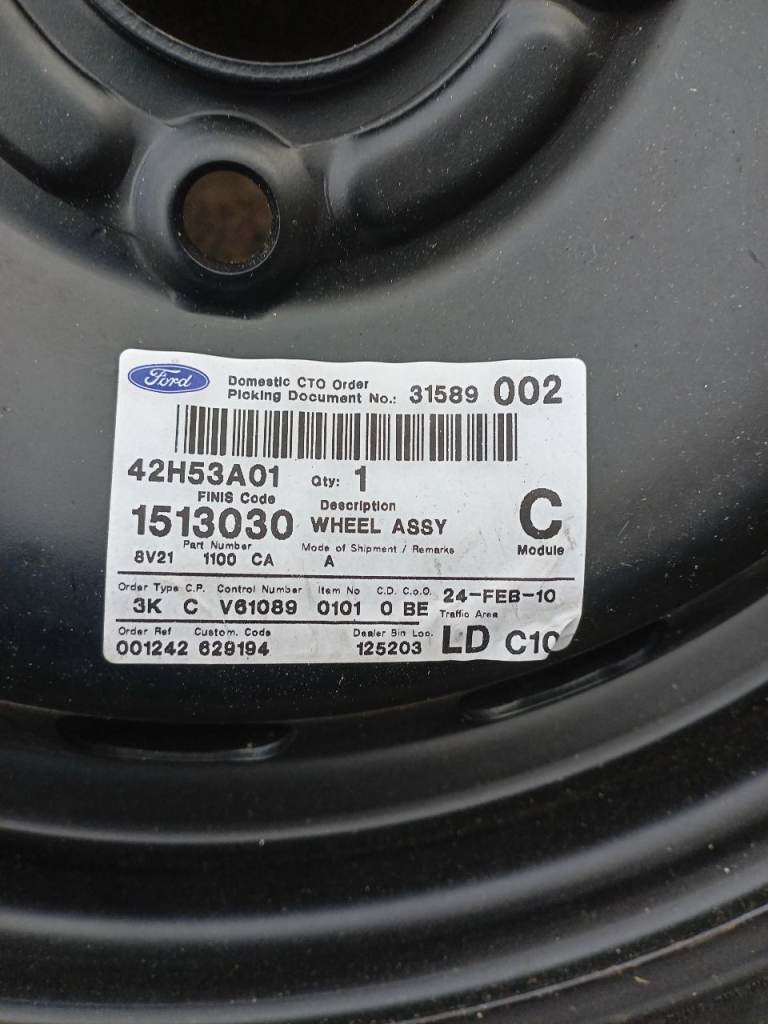 Ford
Domestic CTO Order
Picking Document No.: 31589 002
42H53A01 Qty: 1
FINIS Code Description
1513030 WHEEL ASSY C
Part Number Mode of Shipment / Remarks Module
8V21 1100 CA A
Order Type C.P. Control Number Item No C.D. C.o.O. 24-FEB-10
3K C V61089 0101 0 BE Traffic Area
Order Ref Custom. Code Dealer Bin Loc. LD C10
001242 629194 125203